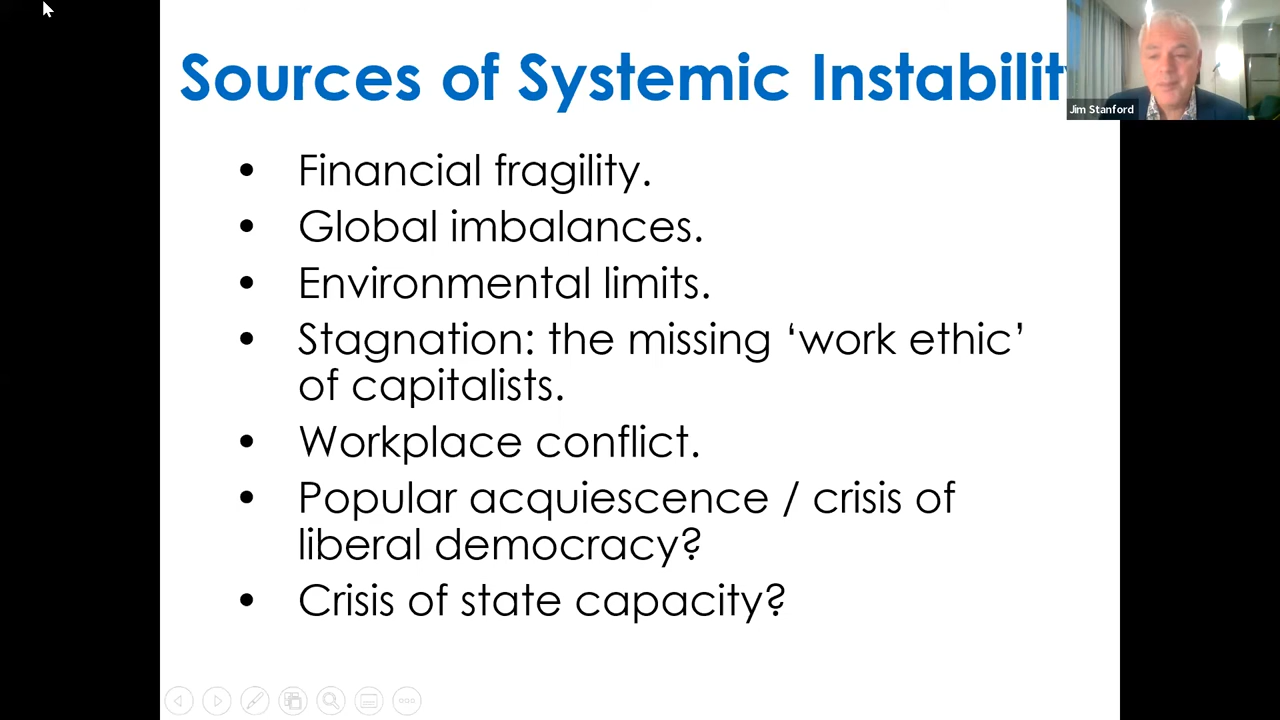 Sources of Systemic Instability
Jim Stanford
• Financial fragility.
• Global imbalances.
• Environmental limits.
• Stagnation: the missing ‘work ethic’
of capitalists.
• Workplace conflict.
• Popular acquiescence / crisis of
liberal democracy?
• Crisis of state capacity?